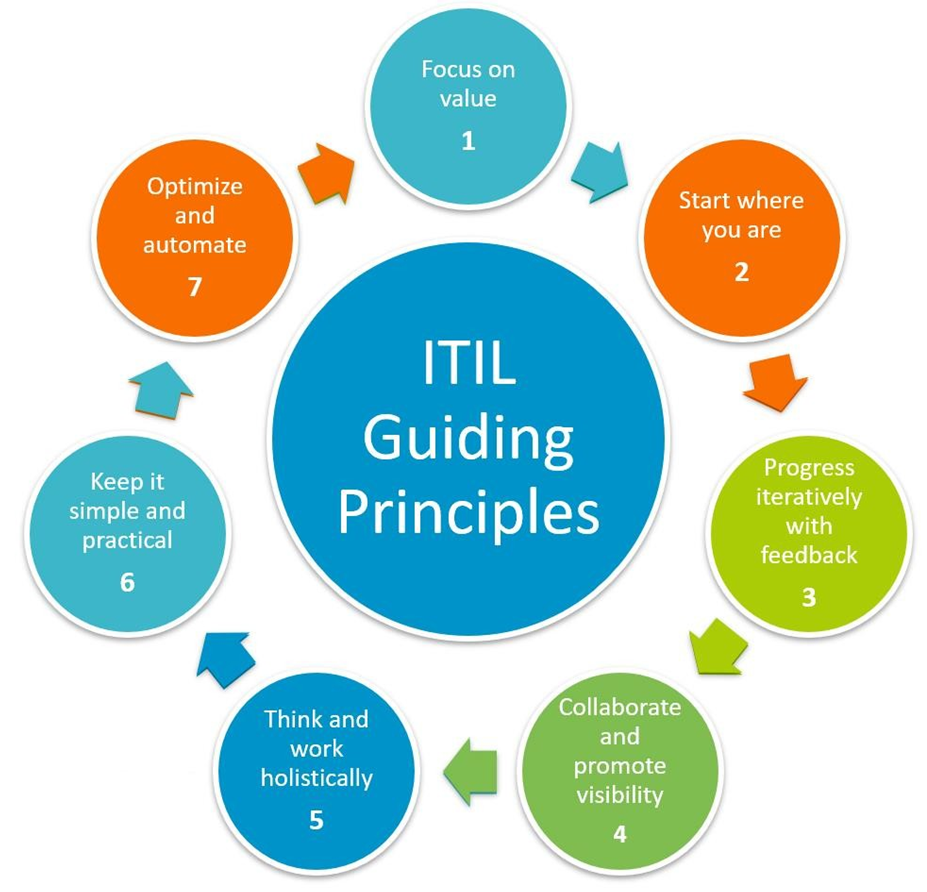 Focus on
value
1
Start where
you are
2
Progress
iteratively
with
feedback
3
Collaborate
and
promote
visibility
4
Think and
work
holistically
5
Keep it
simple and
practical
6
Optimize
and
automate
7
ITIL
Guiding
Principles